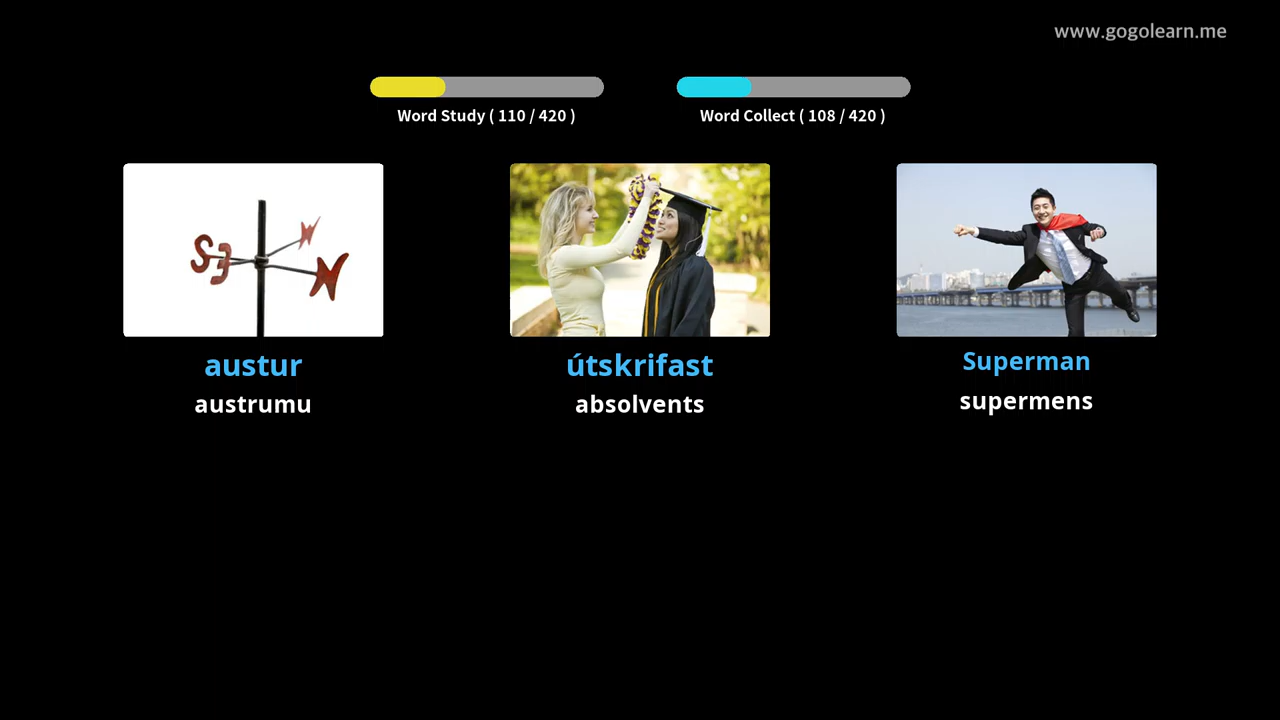 www.gogolearn.me
Word Study ( 110 / 420 )
Word Collect ( 108 / 420 )
S E N N
austur
útskrifast
Superman
austrumu
absolvents
supermens